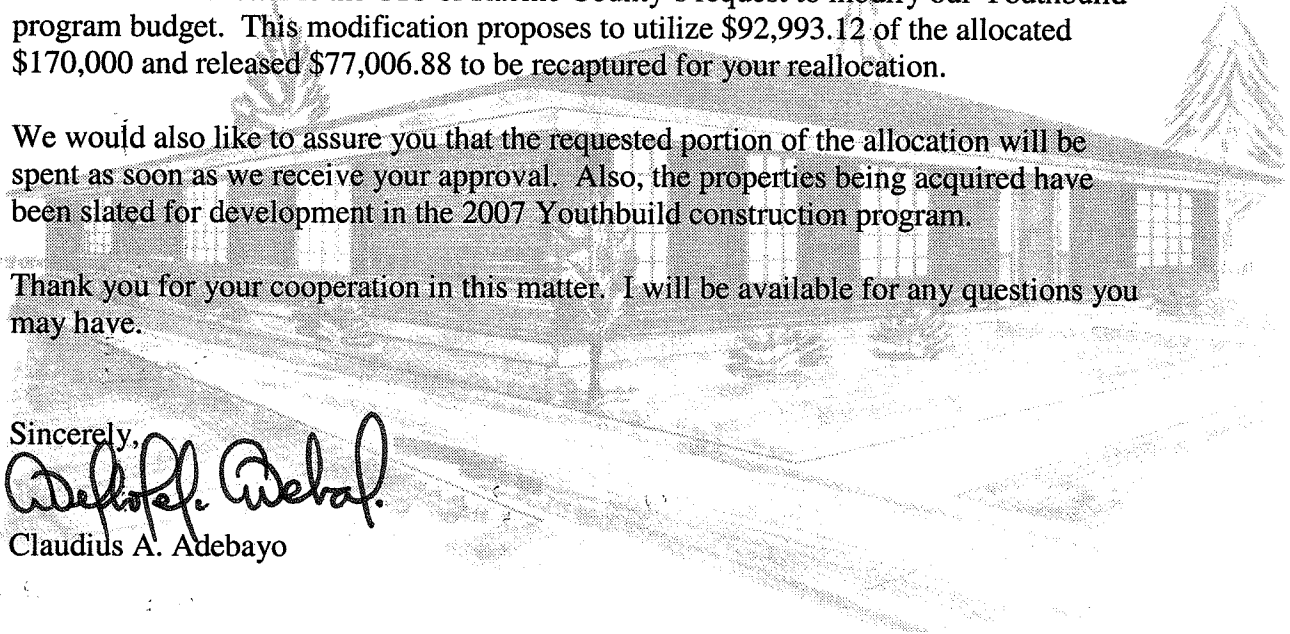 program budget. This modification proposes to utilize $92,993.12 of the allocated
$170,000 and released $77,006.88 to be recaptured for your reallocation.
We would also like to assure you that the requested portion of the allocation will be
spent as soon as we receive your approval. Also, the properties being acquired have
been slated for development in the 2007 Youthbuild construction program.
Thank you for your cooperation in this matter. I will be available for any questions you
may have.
Sincerely,
Claudius A. Adebayo